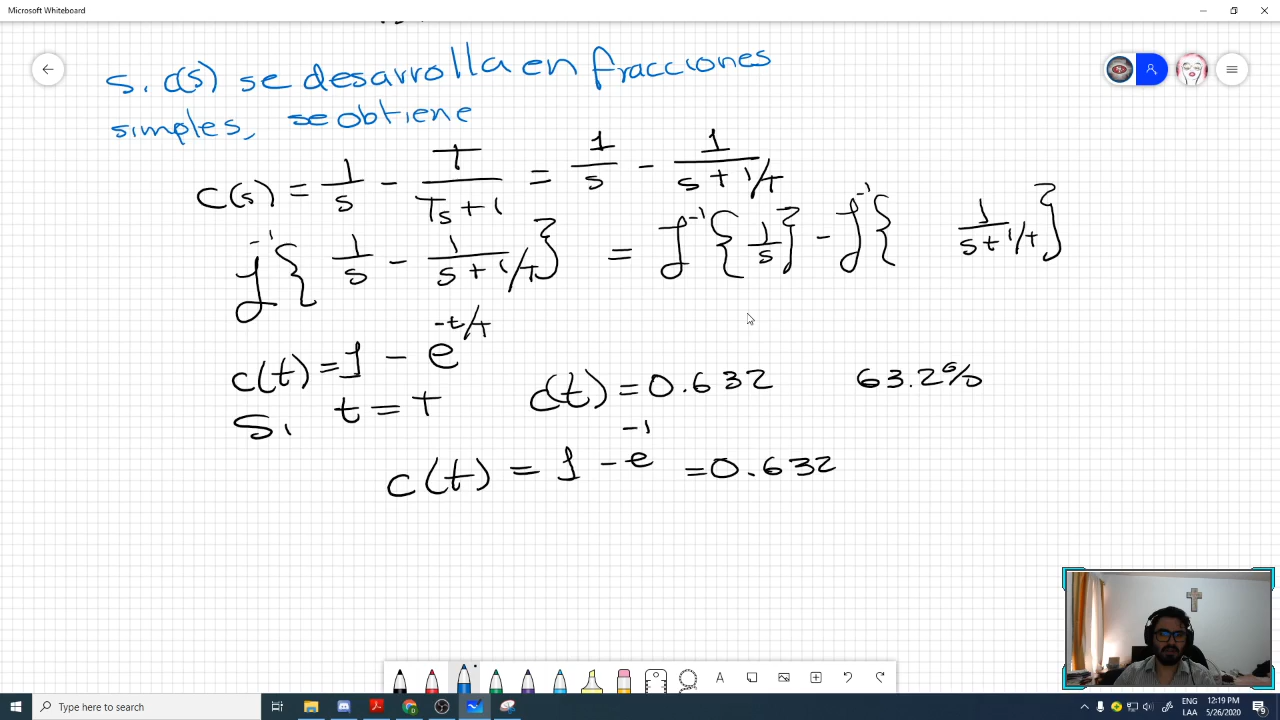 Microsoft Whiteboard
Si C(s) se desarrolla en fracciones
simples, se obtiene
C(s) = 1/s - T/(Ts+1) = 1/s - 1/(s + 1/T)
ℒ⁻¹{ 1/s - 1/(s + 1/T) } = ℒ⁻¹{ 1/s } - ℒ⁻¹{ 1/(s + 1/T) }
c(t) = 1 - e^(-t/T)
c(t) = 0.632 63.2%
Si t = T
c(t) = 1 - e^(-1) = 0.632
Type here to search
ENG 12:19 PM
LAA 5/26/2020